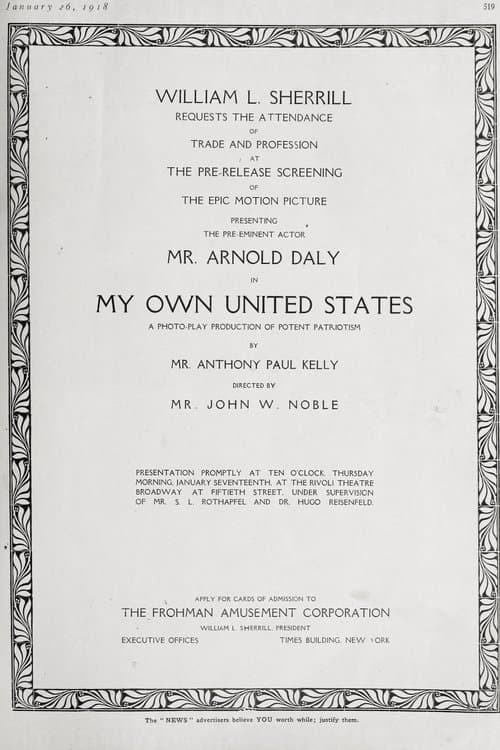 January 26, 1918 519
WILLIAM L. SHERRILL
REQUESTS THE ATTENDANCE
OF
TRADE AND PROFESSION
AT
THE PRE-RELEASE SCREENING
OF
THE EPIC MOTION PICTURE
PRESENTING
THE PRE-EMINENT ACTOR
MR. ARNOLD DALY
IN
MY OWN UNITED STATES
A PHOTO-PLAY PRODUCTION OF POTENT PATRIOTISM
BY
MR. ANTHONY PAUL KELLY
DIRECTED BY
MR. JOHN W. NOBLE
PRESENTATION PROMPTLY AT TEN O'CLOCK, THURSDAY
MORNING, JANUARY SEVENTEENTH, AT THE RIVOLI THEATRE
BROADWAY AT FIFTIETH STREET, UNDER SUPERVISION
OF MR. S. L. ROTHAPFEL AND DR. HUGO REISENFELD.
APPLY FOR CARDS OF ADMISSION TO
THE FROHMAN AMUSEMENT CORPORATION
WILLIAM L. SHERRILL, PRESIDENT
EXECUTIVE OFFICES TIMES BUILDING, NEW YORK
The "NEWS" advertisers believe YOU worth while; justify them.